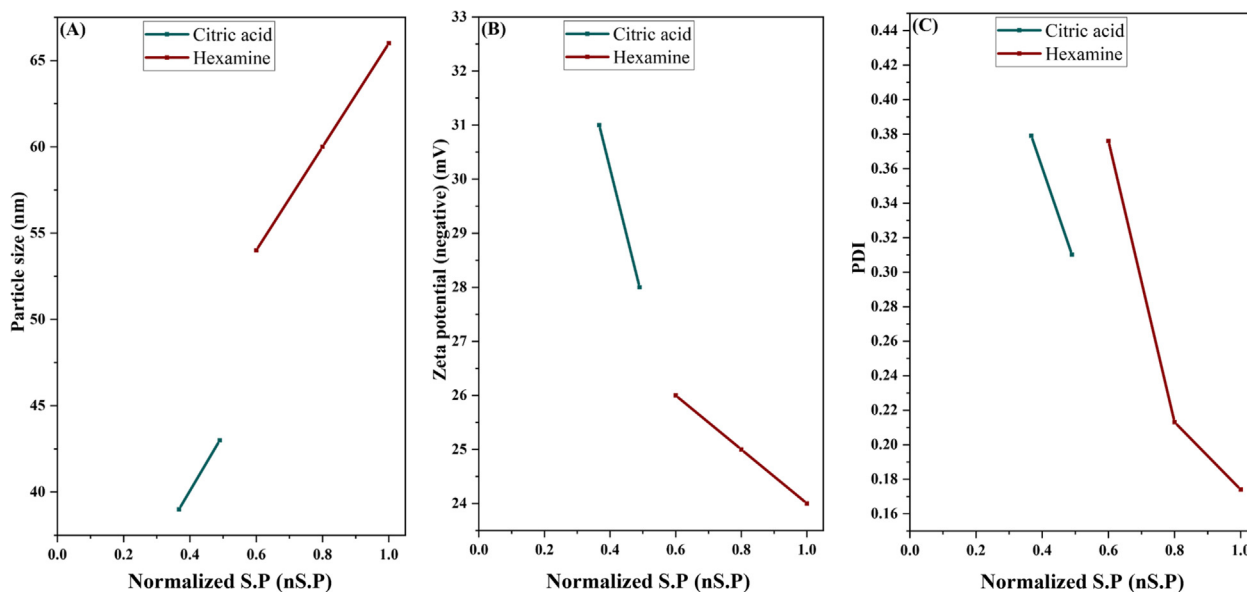 (A)
Citric acid
Hexamine
Particle size (nm)
65
60
55
50
45
40
0.0 0.2 0.4 0.6 0.8 1.0
Normalized S.P (nS.P)
(B)
Citric acid
Hexamine
Zeta potential (negative) (mV)
33
32
31
30
29
28
27
26
25
24
0.0 0.2 0.4 0.6 0.8 1.0
Normalized S.P (nS.P)
(C)
Citric acid
Hexamine
PDI
0.44
0.42
0.40
0.38
0.36
0.34
0.32
0.30
0.28
0.26
0.24
0.22
0.20
0.18
0.16
0.0 0.2 0.4 0.6 0.8 1.0
Normalized S.P (nS.P)